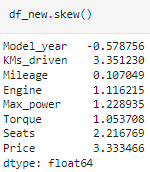 df_new.skew()
Model_year   -0.578756
KMs_driven    3.351230
Mileage       0.107049
Engine        1.116215
Max_power     1.228935
Torque        1.053708
Seats         2.216769
Price         3.333466
dtype: float64